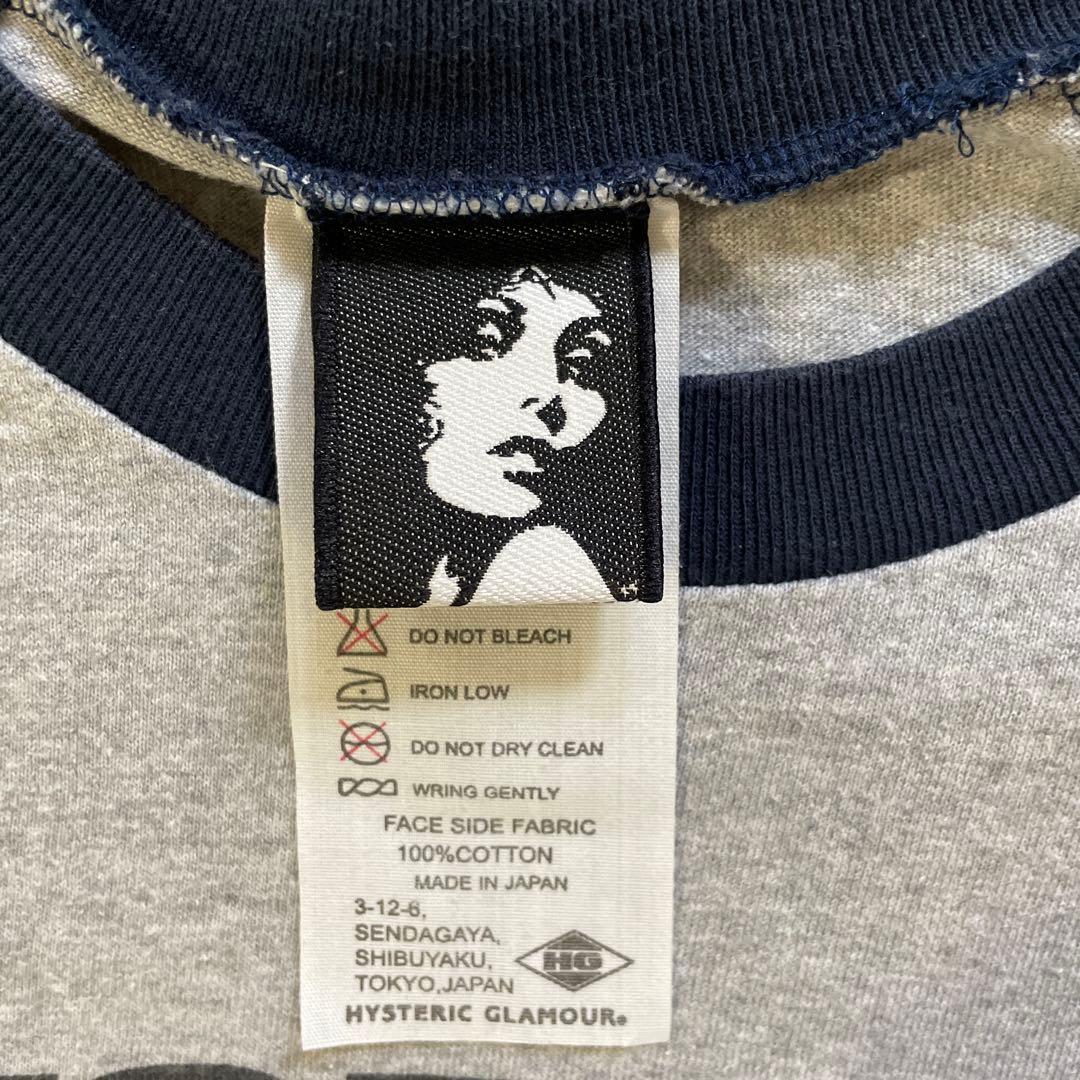 DO NOT BLEACH
IRON LOW
DO NOT DRY CLEAN
WRING GENTLY
FACE SIDE FABRIC
100%COTTON
MADE IN JAPAN
3-12-6,
SENDAGAYA,
SHIBUYAKU,
TOKYO,JAPAN
HG
HYSTERIC GLAMOUR®